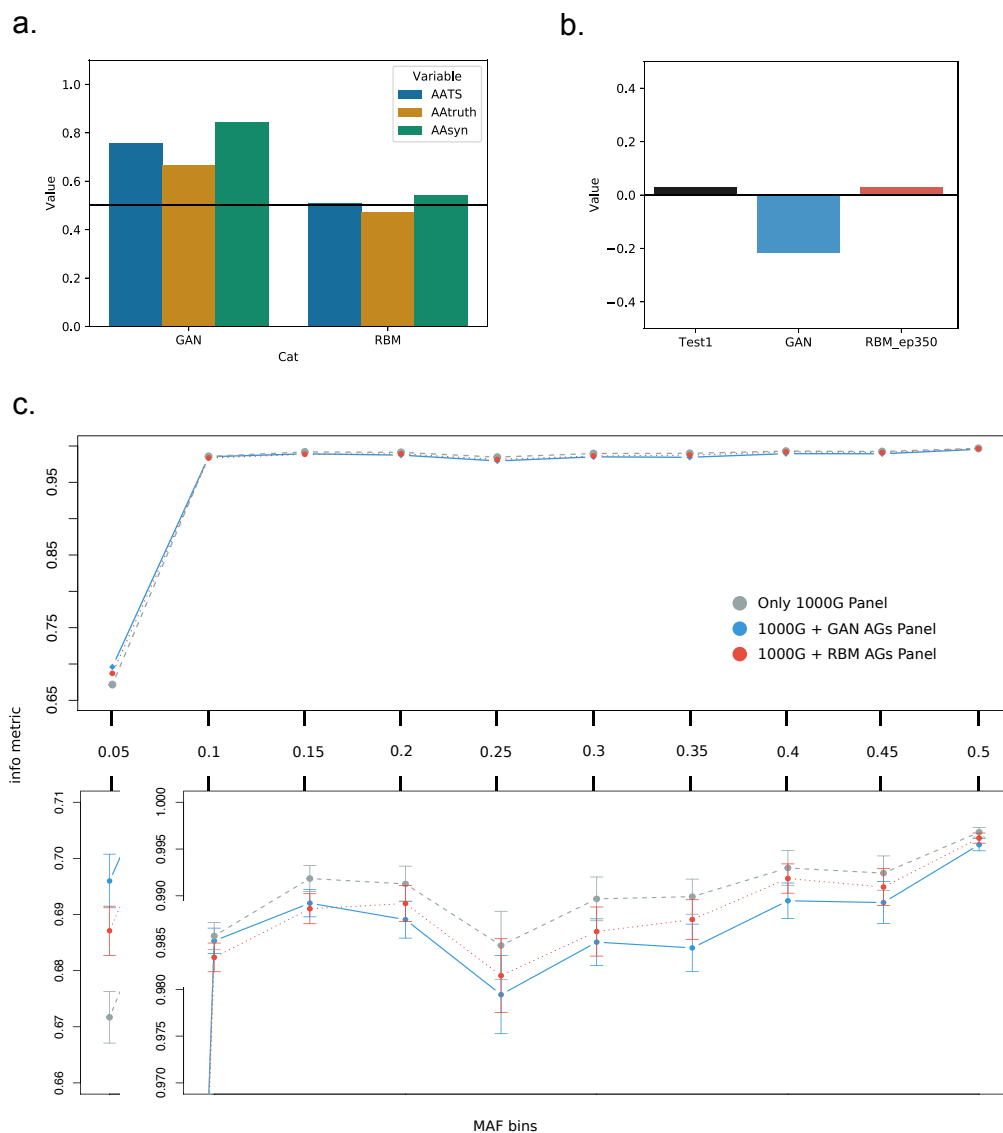 a.
Value
1.0
0.8
0.6
0.4
0.2
0.0
Variable
AATS
AAtruth
AAsyn
GAN
RBM
Cat
b.
Value
0.4
0.2
0.0
−0.2
−0.4
Test1
GAN
RBM_ep350
c.
info metric
0.95
0.85
0.75
0.65
Only 1000G Panel
1000G + GAN AGs Panel
1000G + RBM AGs Panel
0.05
0.1
0.15
0.2
0.25
0.3
0.35
0.4
0.45
0.5
0.71
0.70
0.69
0.68
0.67
0.66
1.000
0.995
0.990
0.985
0.980
0.975
0.970
MAF bins